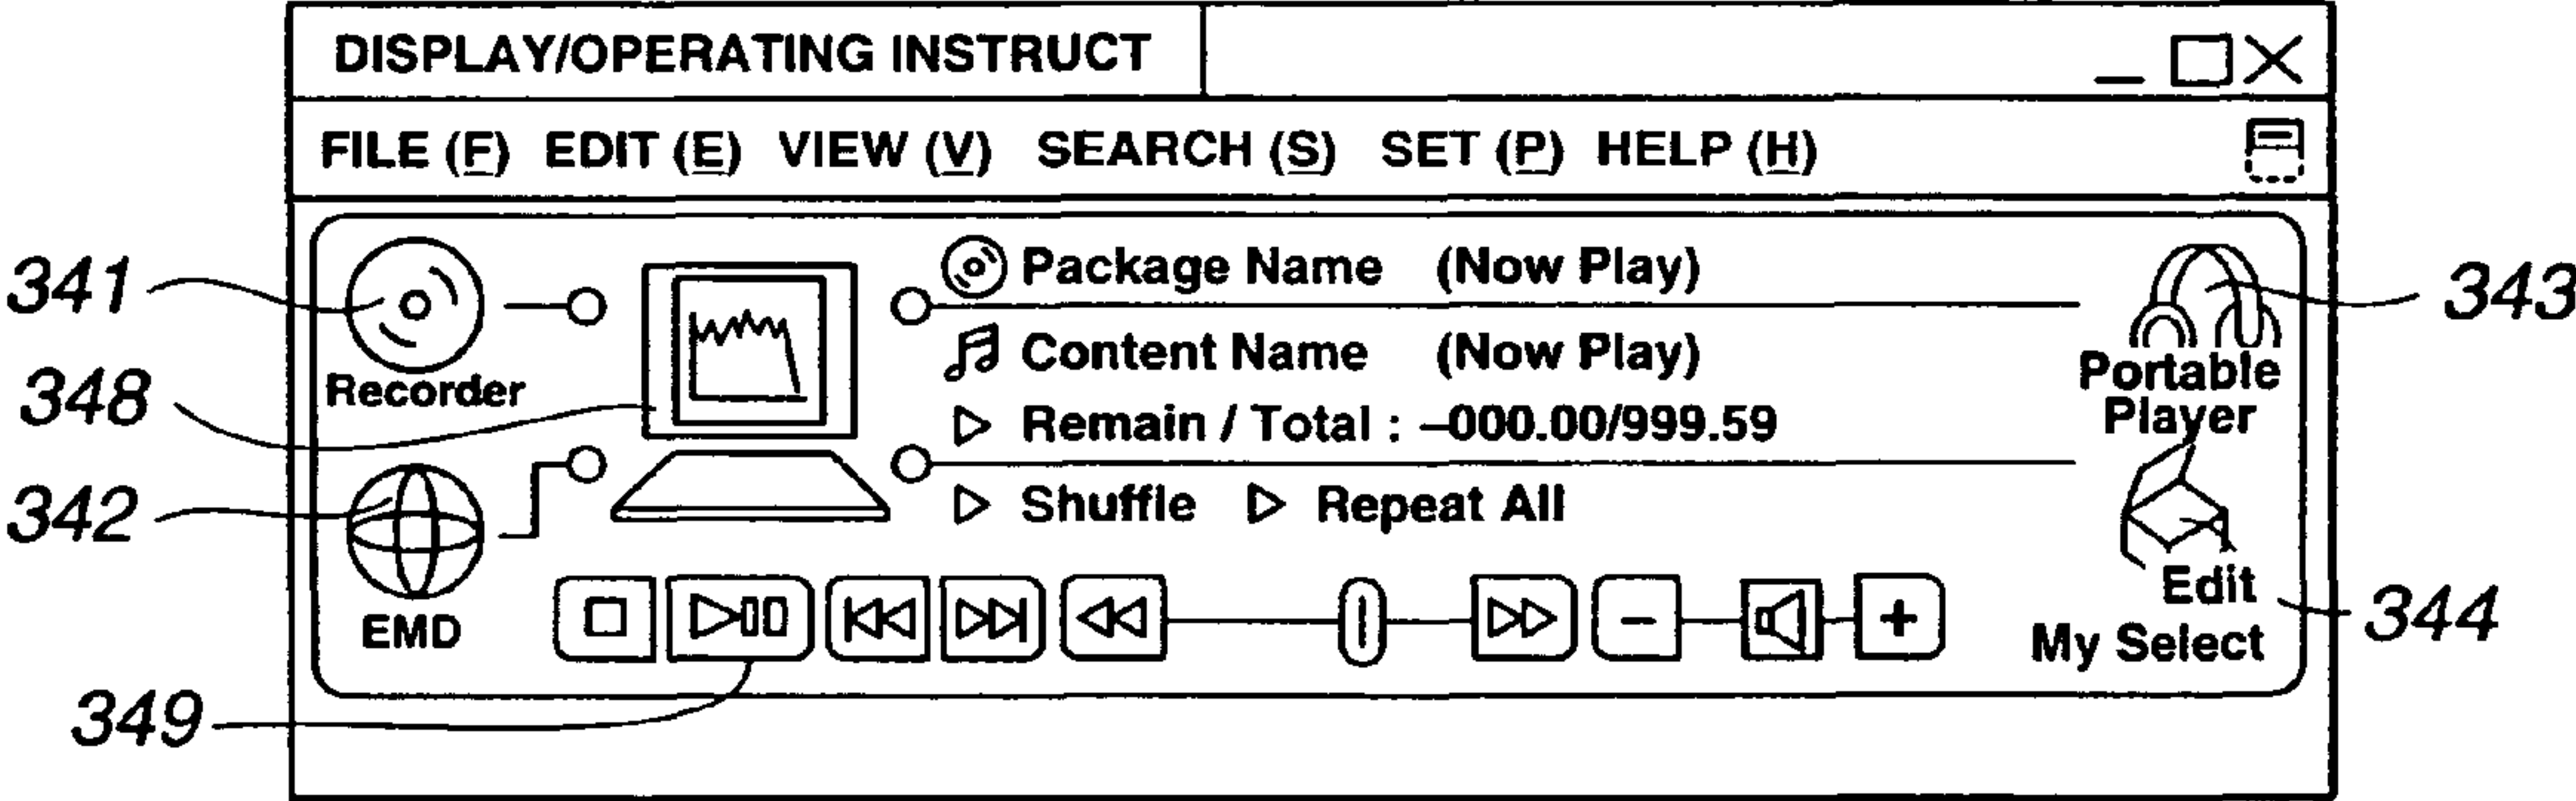 DISPLAY/OPERATING INSTRUCT
FILE (F) EDIT (E) VIEW (V) SEARCH (S) SET (P) HELP (H)
341
348
342
349
Recorder
EMD
Package Name (Now Play)
Content Name (Now Play)
Remain / Total : –000.00/999.59
Shuffle Repeat All
− +
Portable
Player
Edit
My Select
343
344